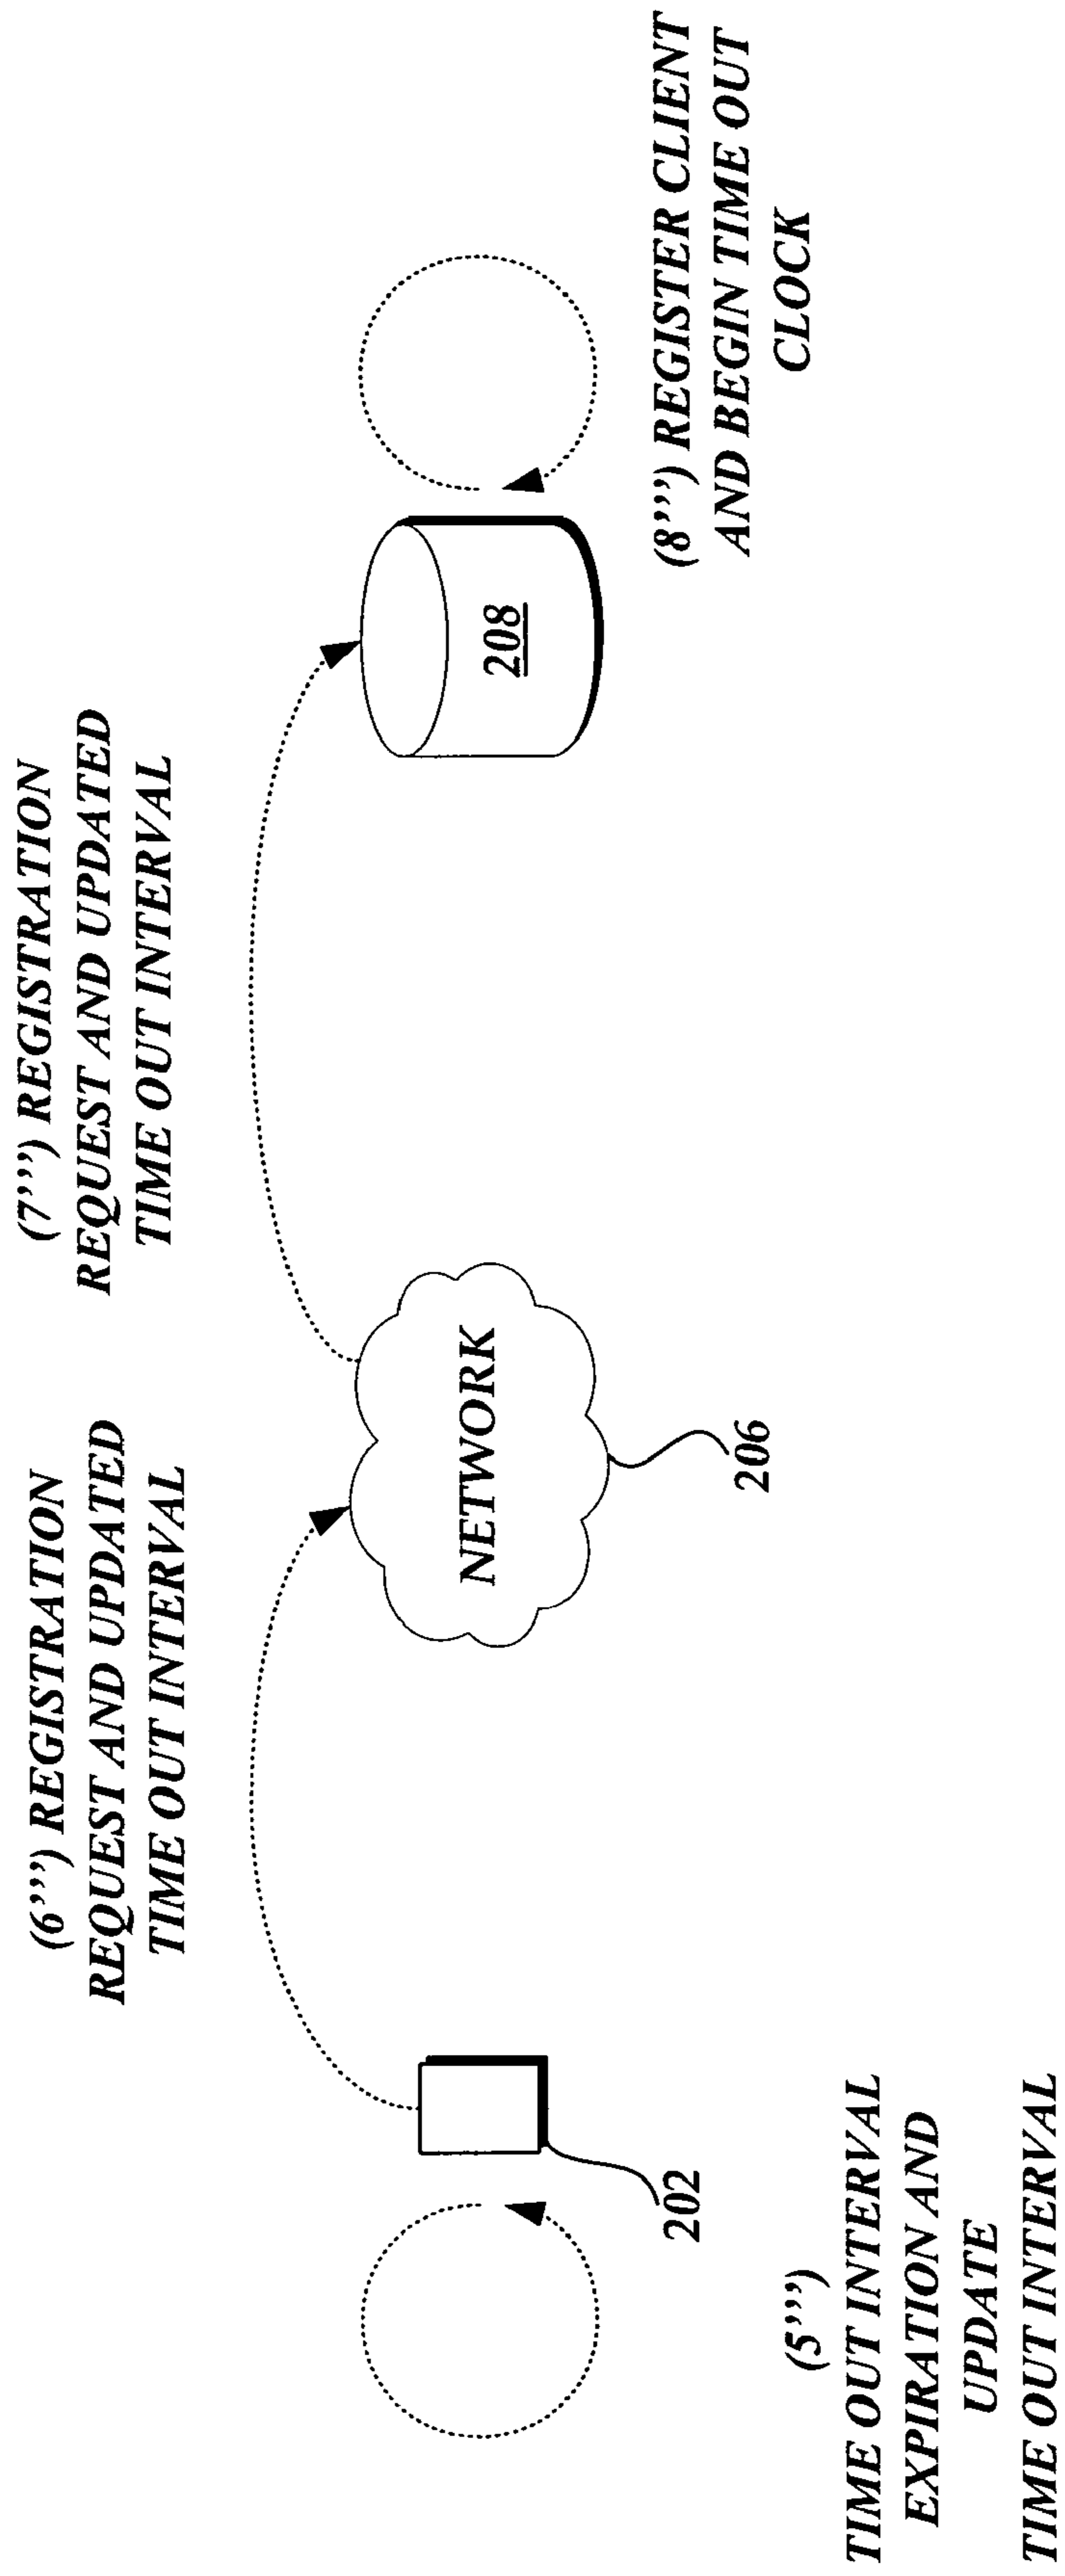 (6’’’) REGISTRATION
REQUEST AND UPDATED
TIME OUT INTERVAL
(7’’’) REGISTRATION
REQUEST AND UPDATED
TIME OUT INTERVAL
NETWORK
208
202
206
(5’’’)
TIME OUT INTERVAL
EXPIRATION AND
UPDATE
TIME OUT INTERVAL
(8’’’) REGISTER CLIENT
AND BEGIN TIME OUT
CLOCK